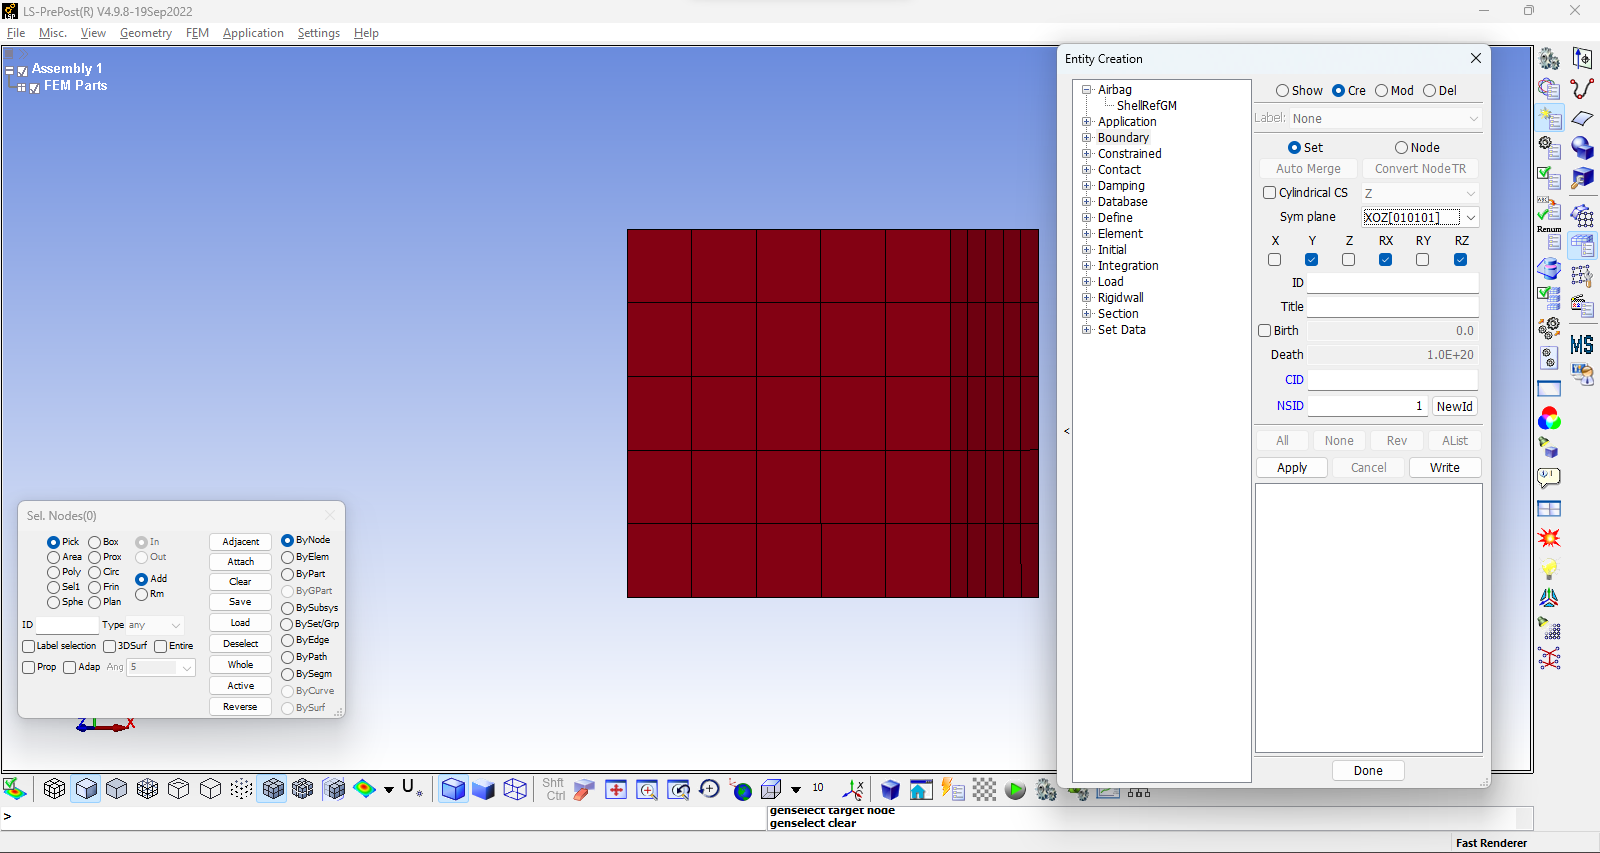 LS-PrePost(R) V4.9.8-19Sep2022
File Misc. View Geometry FEM Application Settings Help
Assembly 1
FEM Parts
Entity Creation
Airbag
ShellRefGM
Application
Boundary
Constrained
Contact
Damping
Database
Define
Element
Initial
Integration
Load
Rigidwall
Section
Set Data
Show Cre Mod Del
Label: None
Set Node
Auto Merge Convert NodeTR
Cylindrical CS Z
Sym plane XOZ[010101]
X Y Z RX RY RZ
ID
Title
Birth 0.0
Death 1.0E+20
CID
NSID 1 NewId
All None Rev AList
Apply Cancel Write
Done
<
Sel. Nodes(0)
Pick Box In Adjacent ByNode
Area Prox Out Attach ByElem
Poly Circ Add Clear ByPart
Sel1 Frin Rm Save ByGPart
Sphe Plan Load BySubsys
ID Type any Deselect BySet/Grp
Label selection 3DSurf Entire Whole ByEdge
Prop Adap Ang 5 Active ByPath
Reverse BySegm
ByCurve
BySurf
Z X
Renum
MS
U
Shft
Ctrl
10
>
genselect target node
genselect clear
Fast Renderer